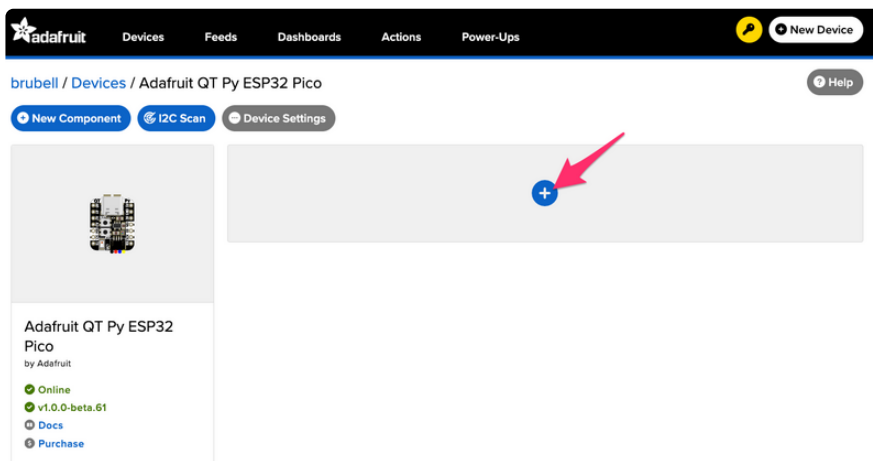 adafruit Devices Feeds Dashboards Actions Power-Ups New Device
brubell / Devices / Adafruit QT Py ESP32 Pico Help
New Component I2C Scan Device Settings
Adafruit QT Py ESP32
Pico
by Adafruit
Online
v1.0.0-beta.61
Docs
Purchase